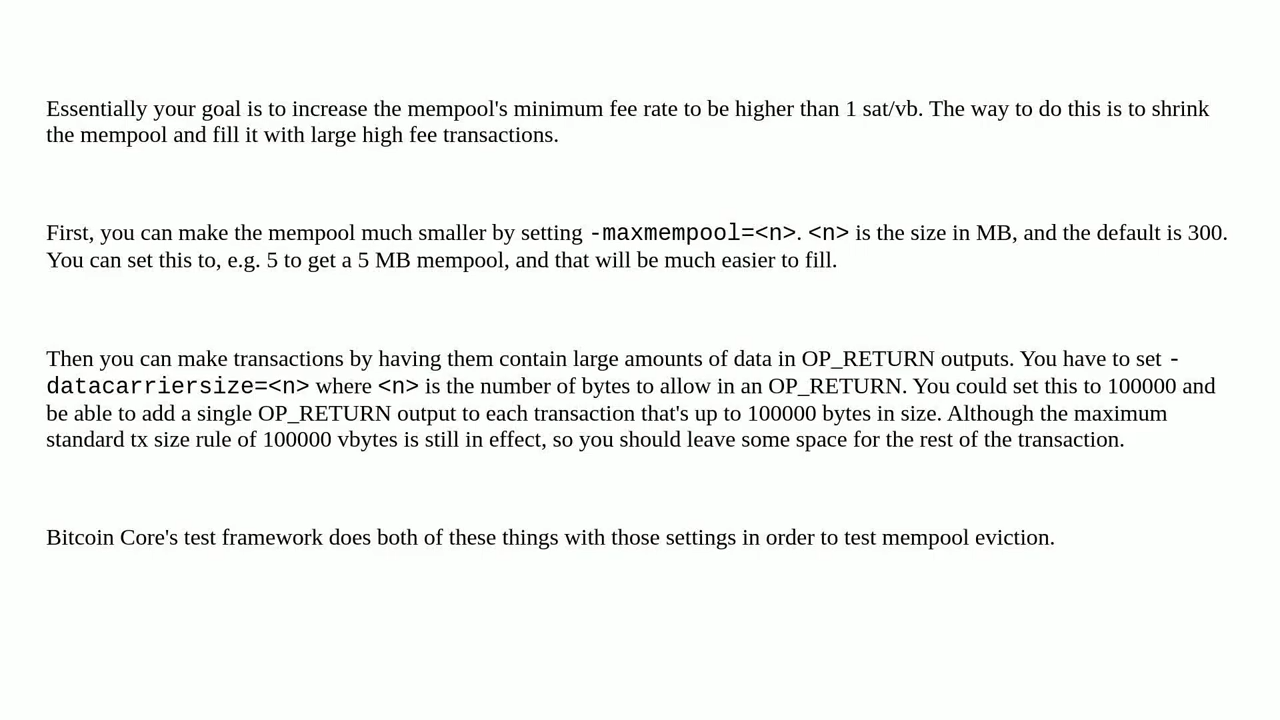 Essentially your goal is to increase the mempool's minimum fee rate to be higher than 1 sat/vb. The way to do this is to shrink
the mempool and fill it with large high fee transactions.
First, you can make the mempool much smaller by setting -maxmempool=<n>. <n> is the size in MB, and the default is 300.
You can set this to, e.g. 5 to get a 5 MB mempool, and that will be much easier to fill.
Then you can make transactions by having them contain large amounts of data in OP_RETURN outputs. You have to set -
datacarriersize=<n> where <n> is the number of bytes to allow in an OP_RETURN. You could set this to 100000 and
be able to add a single OP_RETURN output to each transaction that's up to 100000 bytes in size. Although the maximum
standard tx size rule of 100000 vbytes is still in effect, so you should leave some space for the rest of the transaction.
Bitcoin Core's test framework does both of these things with those settings in order to test mempool eviction.